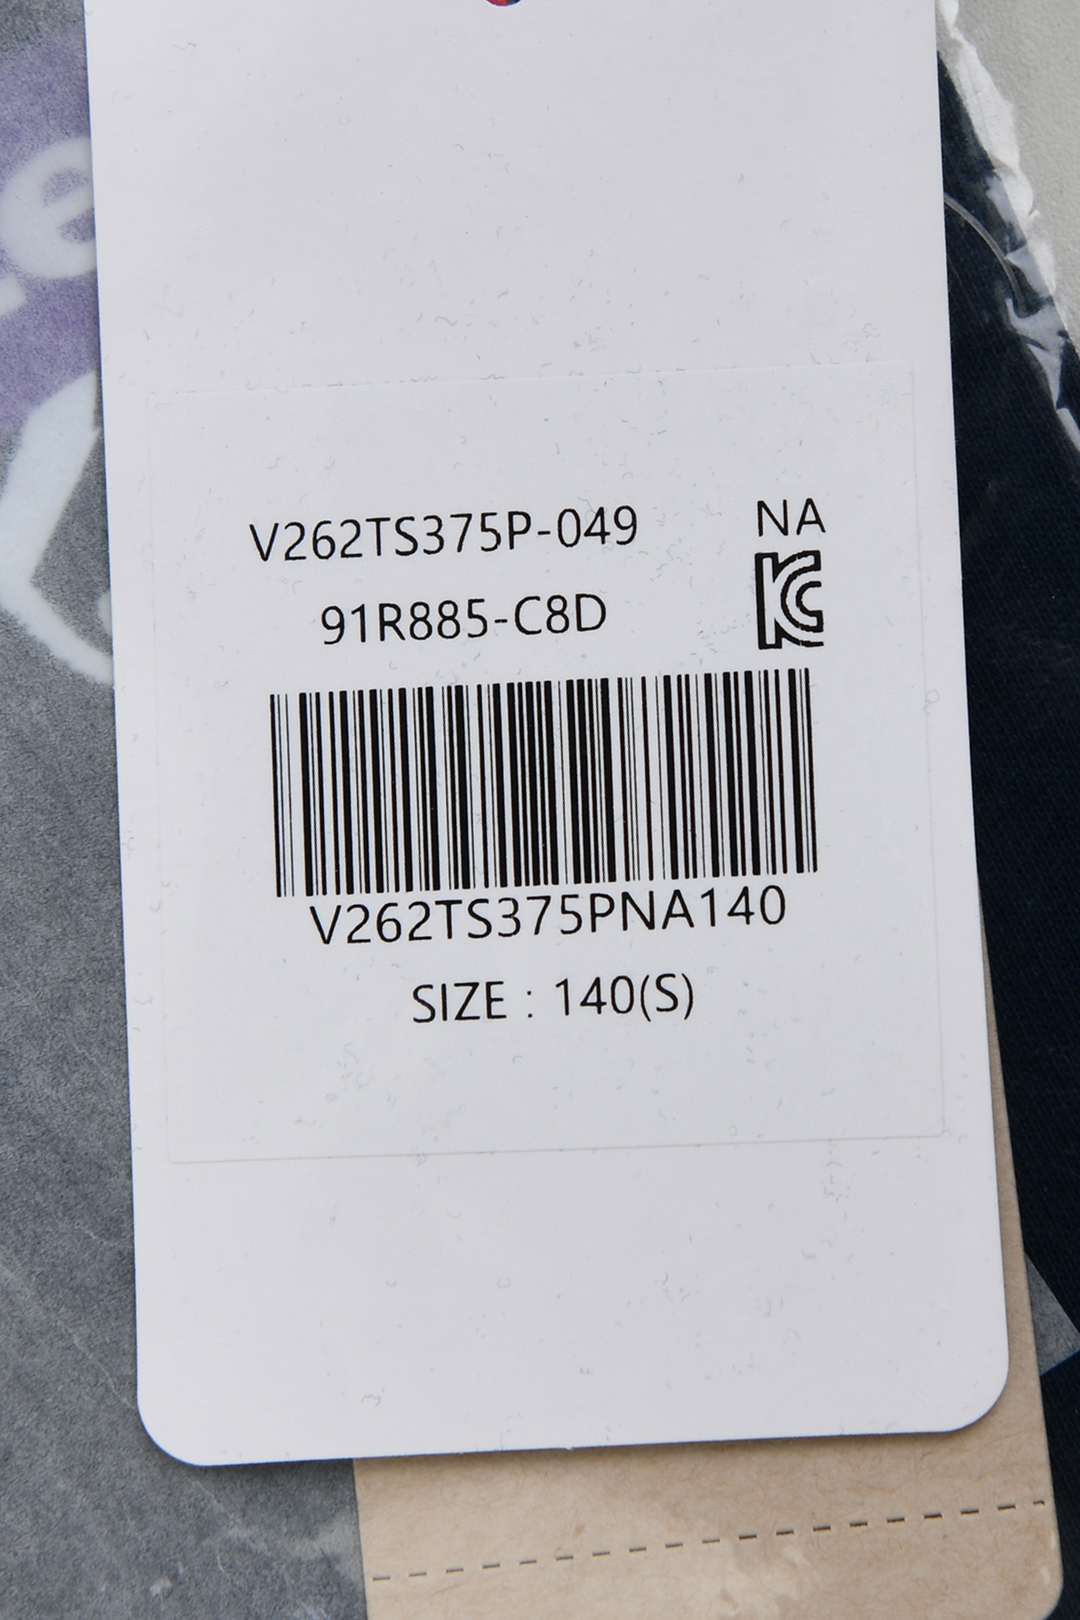 V262TS375P-049
NA
91R885-C8D
V262TS375PNA140
SIZE : 140(S)